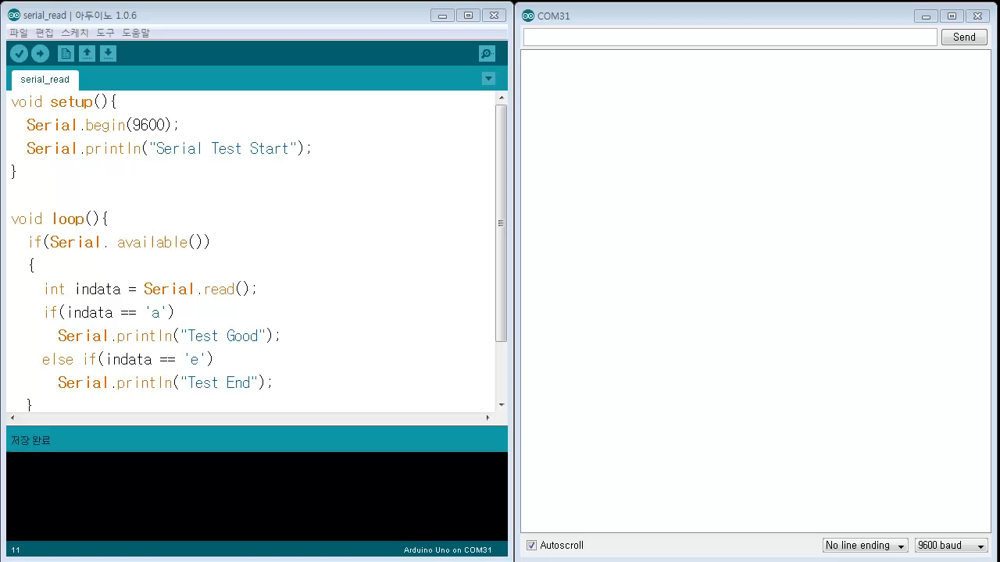 serial_read | 아두이노 1.0.6
파일 편집 스케치 도구 도움말
serial_read
void setup(){
Serial.begin(9600);
Serial.println("Serial Test Start");
}
void loop(){
if(Serial. available())
{
int indata = Serial.read();
if(indata == 'a')
Serial.println("Test Good");
else if(indata == 'e')
Serial.println("Test End");
}
저장 완료
11
Arduino Uno on COM31
COM31
Send
Autoscroll
No line ending
9600 baud